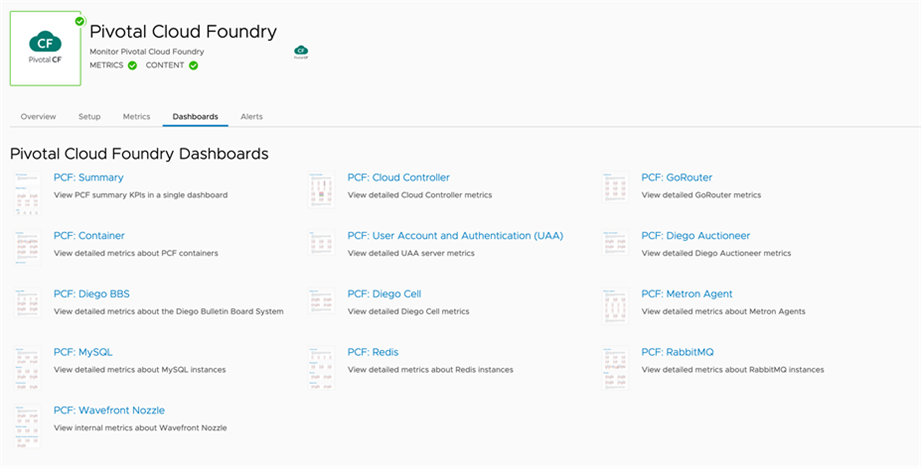 CF
Pivotal CF
Pivotal Cloud Foundry
Monitor Pivotal Cloud Foundry
METRICS CONTENT
CF
Overview Setup Metrics Dashboards Alerts
Pivotal Cloud Foundry Dashboards
PCF: Summary
View PCF summary KPIs in a single dashboard
PCF: Cloud Controller
View detailed Cloud Controller metrics
PCF: GoRouter
View detailed GoRouter metrics
PCF: Container
View detailed metrics about PCF containers
PCF: User Account and Authentication (UAA)
View detailed UAA server metrics
PCF: Diego Auctioneer
View detailed Diego Auctioneer metrics
PCF: Diego BBS
View detailed metrics about the Diego Bulletin Board System
PCF: Diego Cell
View detailed Diego Cell metrics
PCF: Metron Agent
View detailed metrics about Metron Agents
PCF: MySQL
View detailed metrics about MySQL instances
PCF: Redis
View detailed metrics about Redis instances
PCF: RabbitMQ
View detailed metrics about RabbitMQ instances
PCF: Wavefront Nozzle
View internal metrics about Wavefront Nozzle